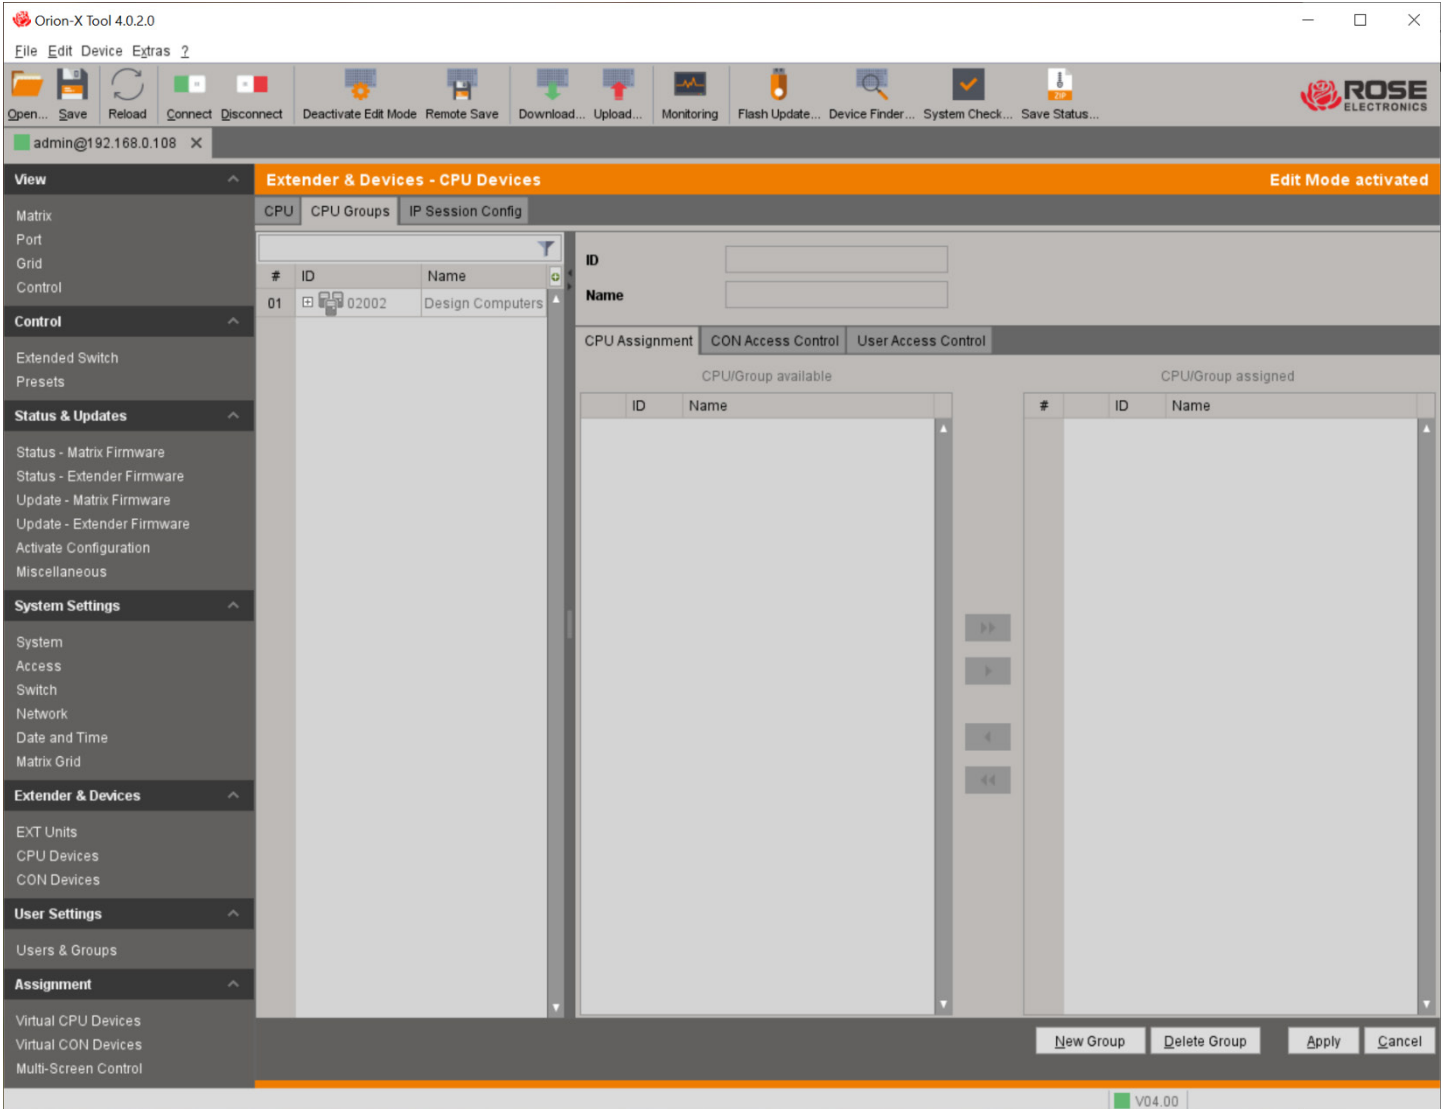 Orion-X Tool 4.0.2.0
File Edit Device Extras ?
Open... Save Reload Connect Disconnect Deactivate Edit Mode Remote Save Download... Upload... Monitoring Flash Update... Device Finder... System Check... Save Status...
ZIP
ROSE
ELECTRONICS
admin@192.168.0.108
View
Matrix
Port
Grid
Control
Control
Extended Switch
Presets
Status & Updates
Status - Matrix Firmware
Status - Extender Firmware
Update - Matrix Firmware
Update - Extender Firmware
Activate Configuration
Miscellaneous
System Settings
System
Access
Switch
Network
Date and Time
Matrix Grid
Extender & Devices
EXT Units
CPU Devices
CON Devices
User Settings
Users & Groups
Assignment
Virtual CPU Devices
Virtual CON Devices
Multi-Screen Control
Extender & Devices - CPU Devices Edit Mode activated
CPU CPU Groups IP Session Config
# ID Name
01 02002 Design Computers
ID
Name
CPU Assignment CON Access Control User Access Control
CPU/Group available CPU/Group assigned
ID Name # ID Name
New Group Delete Group Apply Cancel
V04.00